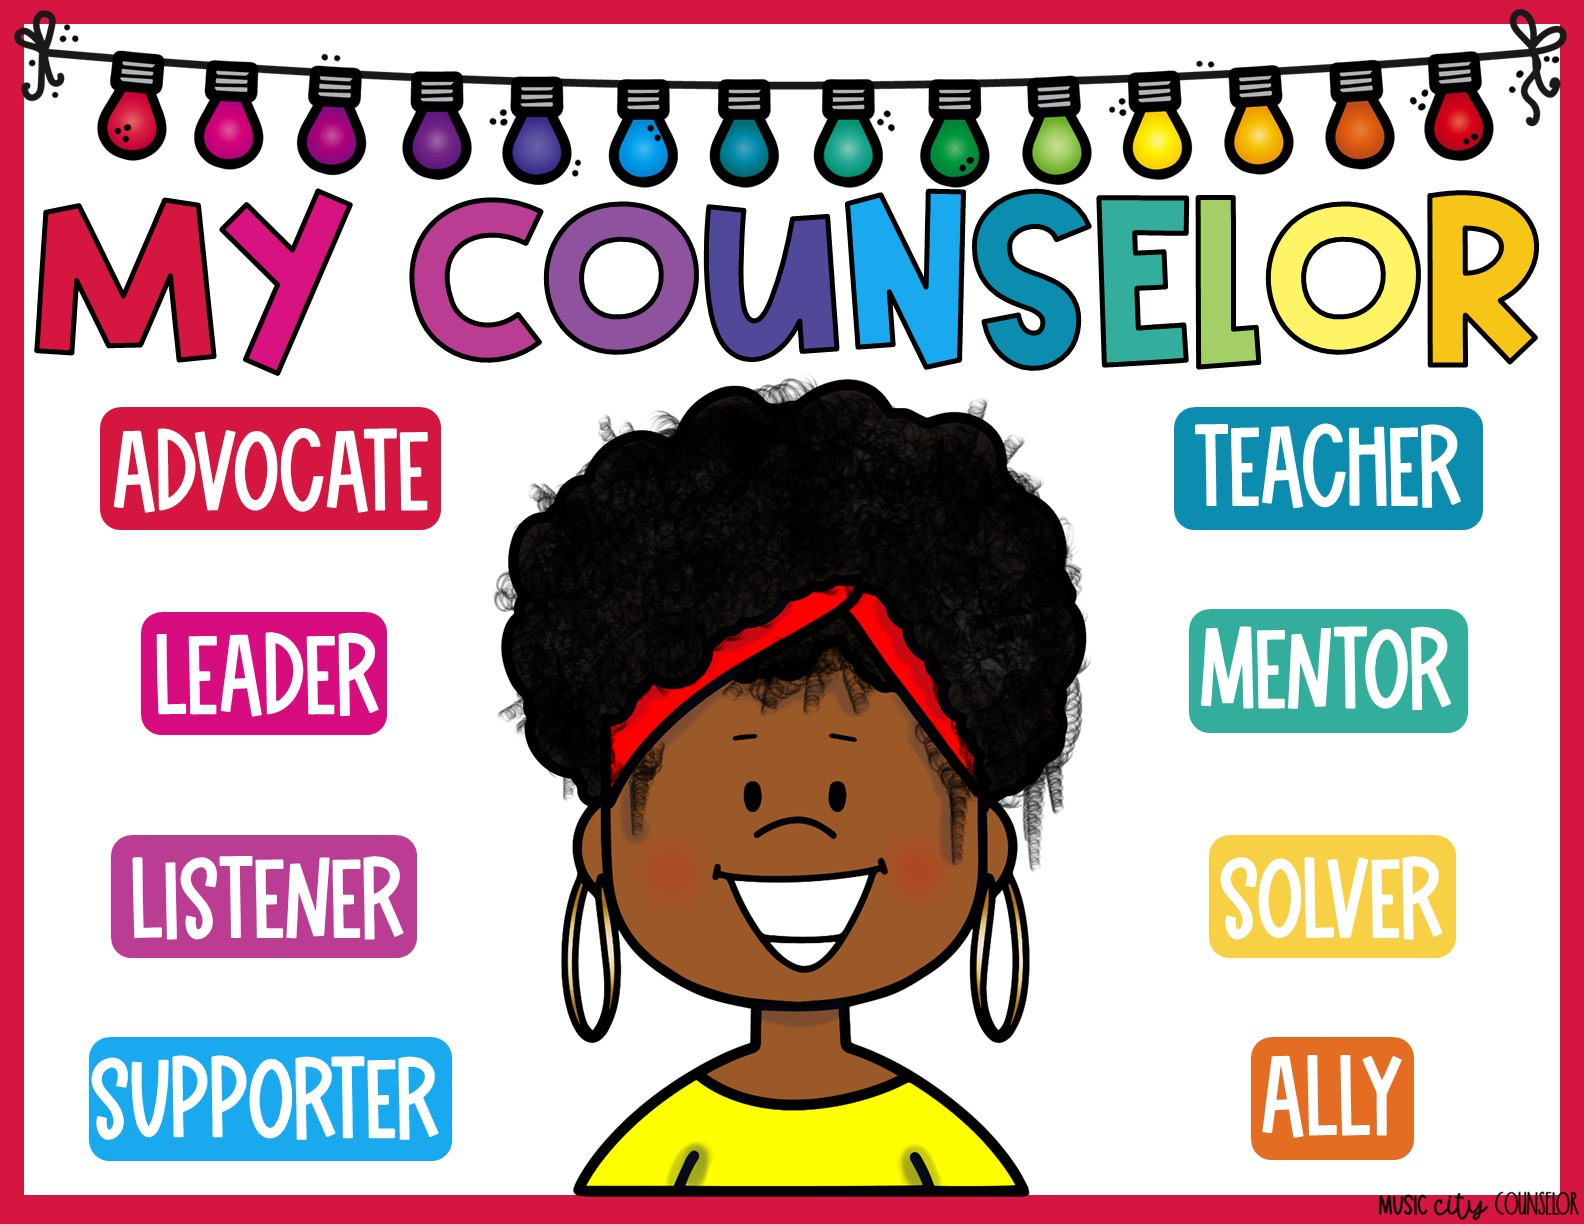 MY COUNSELOR
ADVOCATE
LEADER
LISTENER
SUPPORTER
TEACHER
MENTOR
SOLVER
ALLY
MUSIC city COUNSELOR